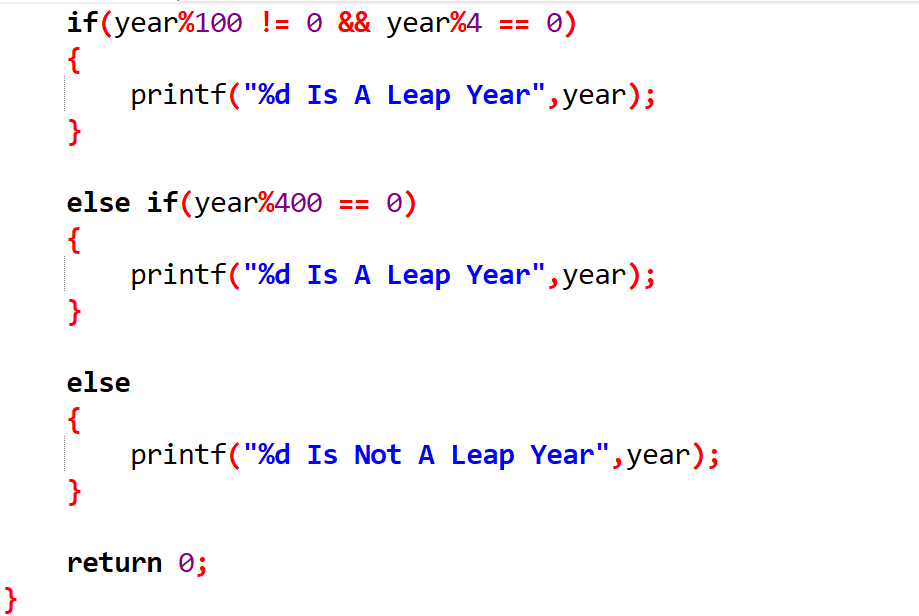 if(year%100 != 0 && year%4 == 0)
{
printf("%d Is A Leap Year",year);
}
else if(year%400 == 0)
{
printf("%d Is A Leap Year",year);
}
else
{
printf("%d Is Not A Leap Year",year);
}
return 0;
}